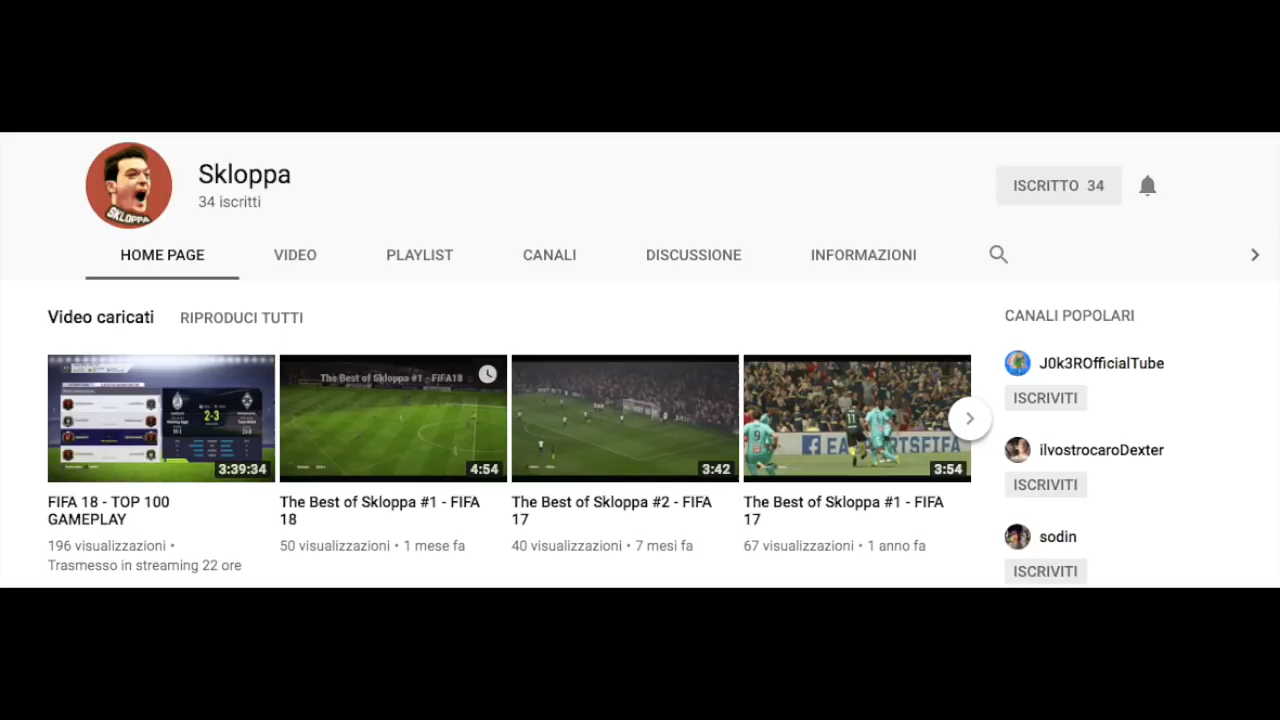 SKLOPPA
Skloppa
34 iscritti
ISCRITTO 34
HOME PAGE VIDEO PLAYLIST CANALI DISCUSSIONE INFORMAZIONI
Video caricati RIPRODUCI TUTTI
2-3
3:39:34
FIFA 18 - TOP 100
GAMEPLAY
196 visualizzazioni •
Trasmesso in streaming 22 ore
The Best of Skloppa #1 - FIFA18
4:54
The Best of Skloppa #1 - FIFA
18
50 visualizzazioni • 1 mese fa
3:42
The Best of Skloppa #2 - FIFA
17
40 visualizzazioni • 7 mesi fa
3:54
The Best of Skloppa #1 - FIFA
17
67 visualizzazioni • 1 anno fa
CANALI POPOLARI
J0k3ROfficialTube
ISCRIVITI
ilvostrocaroDexter
ISCRIVITI
sodin
ISCRIVITI